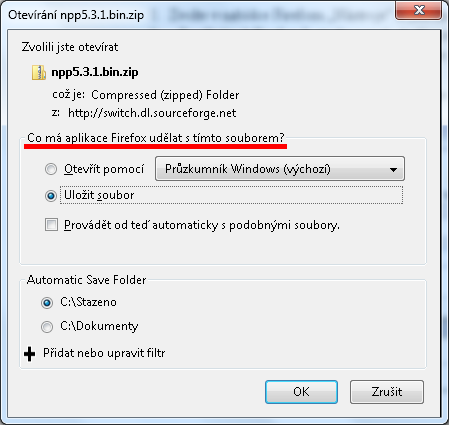 Otevírání npp5.3.1.bin.zip
Zvolili jste otevírat
npp5.3.1.bin.zip
což je: Compressed (zipped) Folder
z: http://switch.dl.sourceforge.net
Co má aplikace Firefox udělat s tímto souborem?
Otevřít pomocí Průzkumník Windows (výchozí)
Uložit soubor
Provádět od teď automaticky s podobnými soubory.
Automatic Save Folder
C:\Stazeno
C:\Dokumenty
Přidat nebo upravit filtr
OK Zrušit